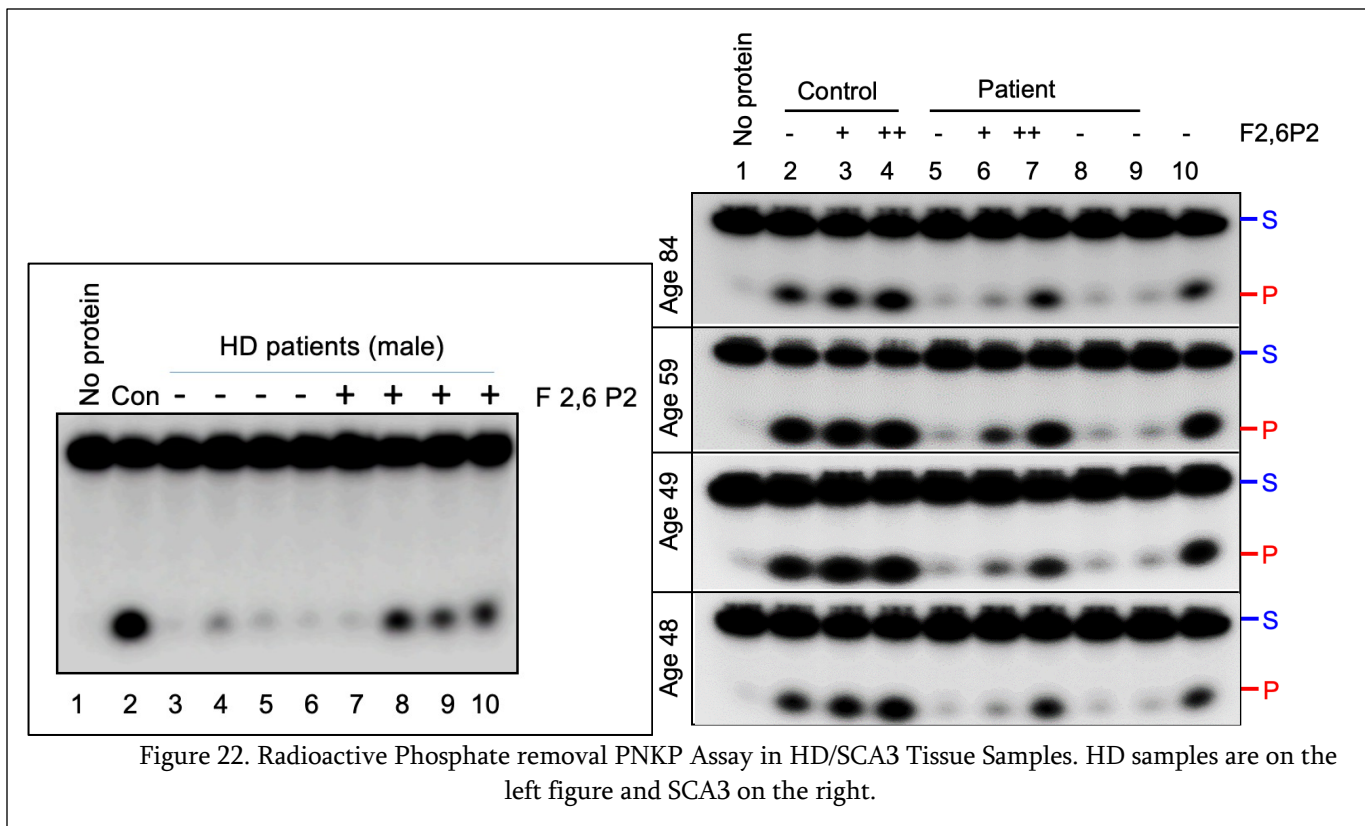 No protein
Con - - - - + + + + F 2,6 P2
HD patients (male)
1 2 3 4 5 6 7 8 9 10
No protein
Control Patient
- + ++ - + ++ - - - F2,6P2
1 2 3 4 5 6 7 8 9 10
Age 84
S
P
Age 59
S
P
Age 49
S
P
Age 48
S
P
Figure 22. Radioactive Phosphate removal PNKP Assay in HD/SCA3 Tissue Samples. HD samples are on the
left figure and SCA3 on the right.